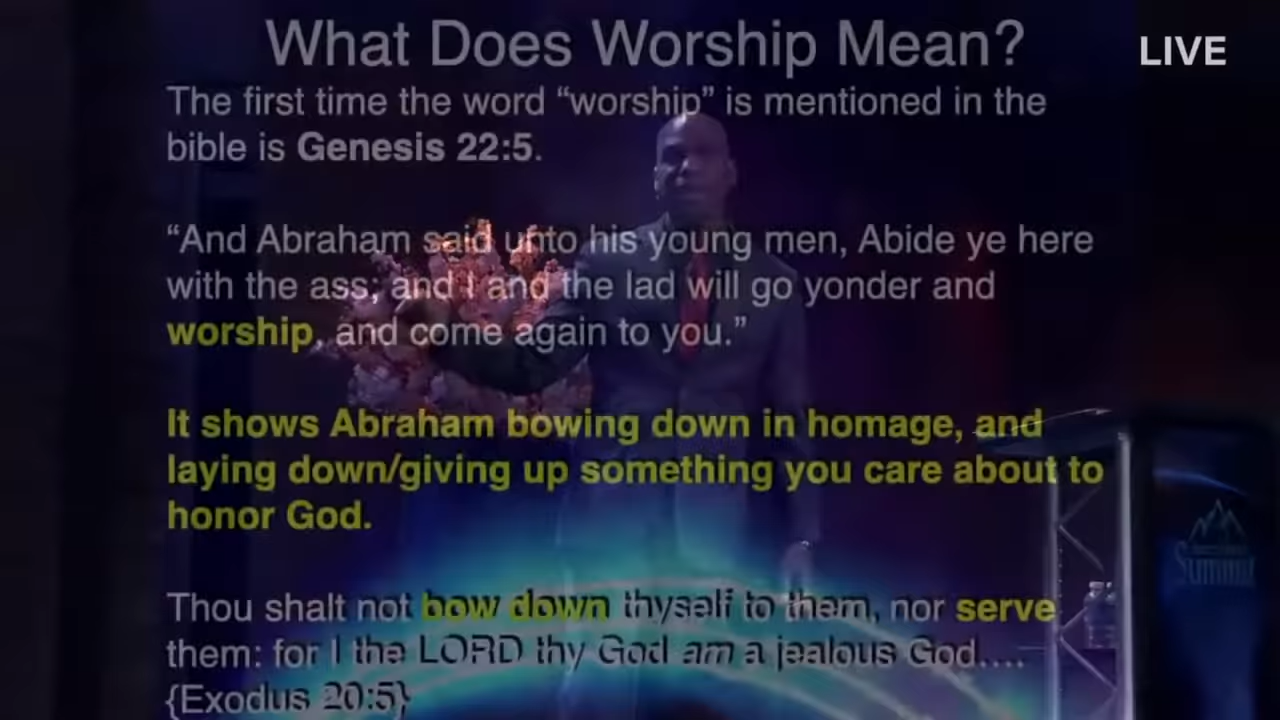 What Does Worship Mean?
LIVE
The first time the word “worship” is mentioned in the
bible is Genesis 22:5.
“And Abraham said unto his young men, Abide ye here
with the ass; and I and the lad will go yonder and
worship, and come again to you.”
It shows Abraham bowing down in homage, and
laying down/giving up something you care about to
honor God.
Thou shalt not bow down thyself to them, nor serve
them: for I the LORD thy God am a jealous God....
{Exodus 20:5}
Summit